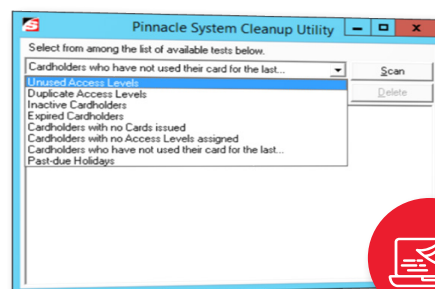 Pinnacle System Cleanup Utility
Select from among the list of available tests below.
Cardholders who have not used their card for the last...
Scan
Unused Access Levels
Delete
Duplicate Access Levels
Inactive Cardholders
Expired Cardholders
Cardholders with no Cards issued
Cardholders with no Access Levels assigned
Cardholders who have not used their card for the last...
Past-due Holidays